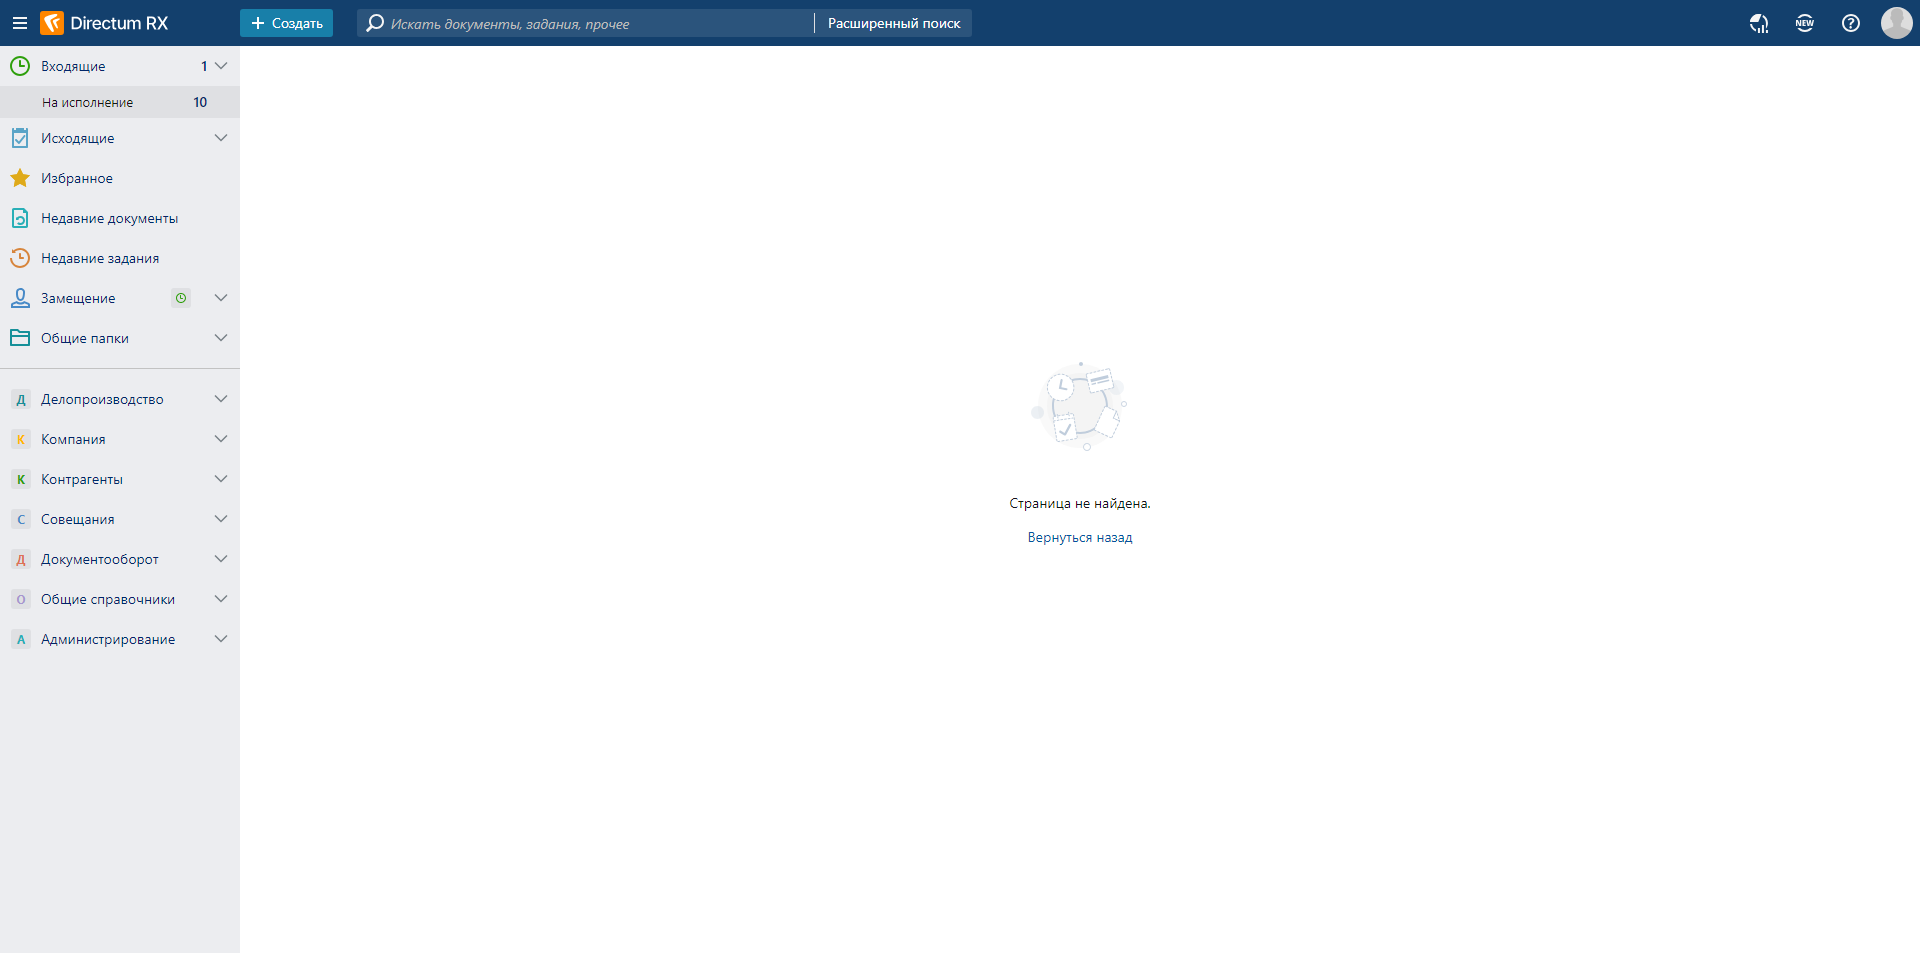 Directum RX
Создать
Искать документы, задания, прочее
Расширенный поиск
NEW
?
Входящие 1
На исполнение 10
Исходящие
Избранное
Недавние документы
Недавние задания
Замещение
Общие папки
Д Делопроизводство
К Компания
К Контрагенты
С Совещания
Д Документооборот
О Общие справочники
А Администрирование
Страница не найдена.
Вернуться назад